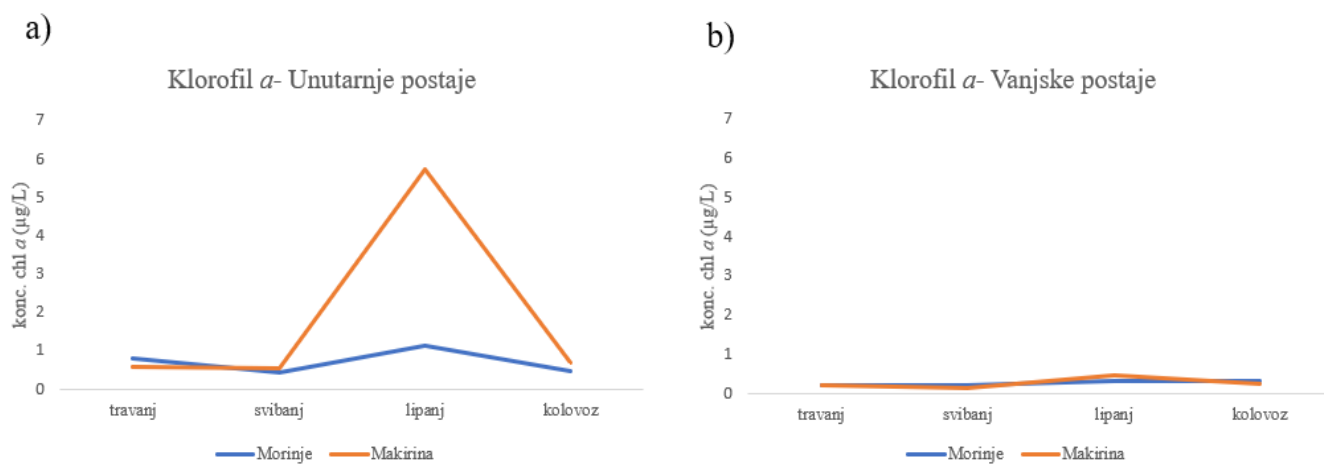 a)
Klorofil a- Unutarnje postaje
konc. chl a (µg/L)
7
6
5
4
3
2
1
0
travanj svibanj lipanj kolovoz
Morinje Makirina
b)
Klorofil a- Vanjske postaje
konc. chl a (µg/L)
7
6
5
4
3
2
1
0
travanj svibanj lipanj kolovoz
Morinje Makirina